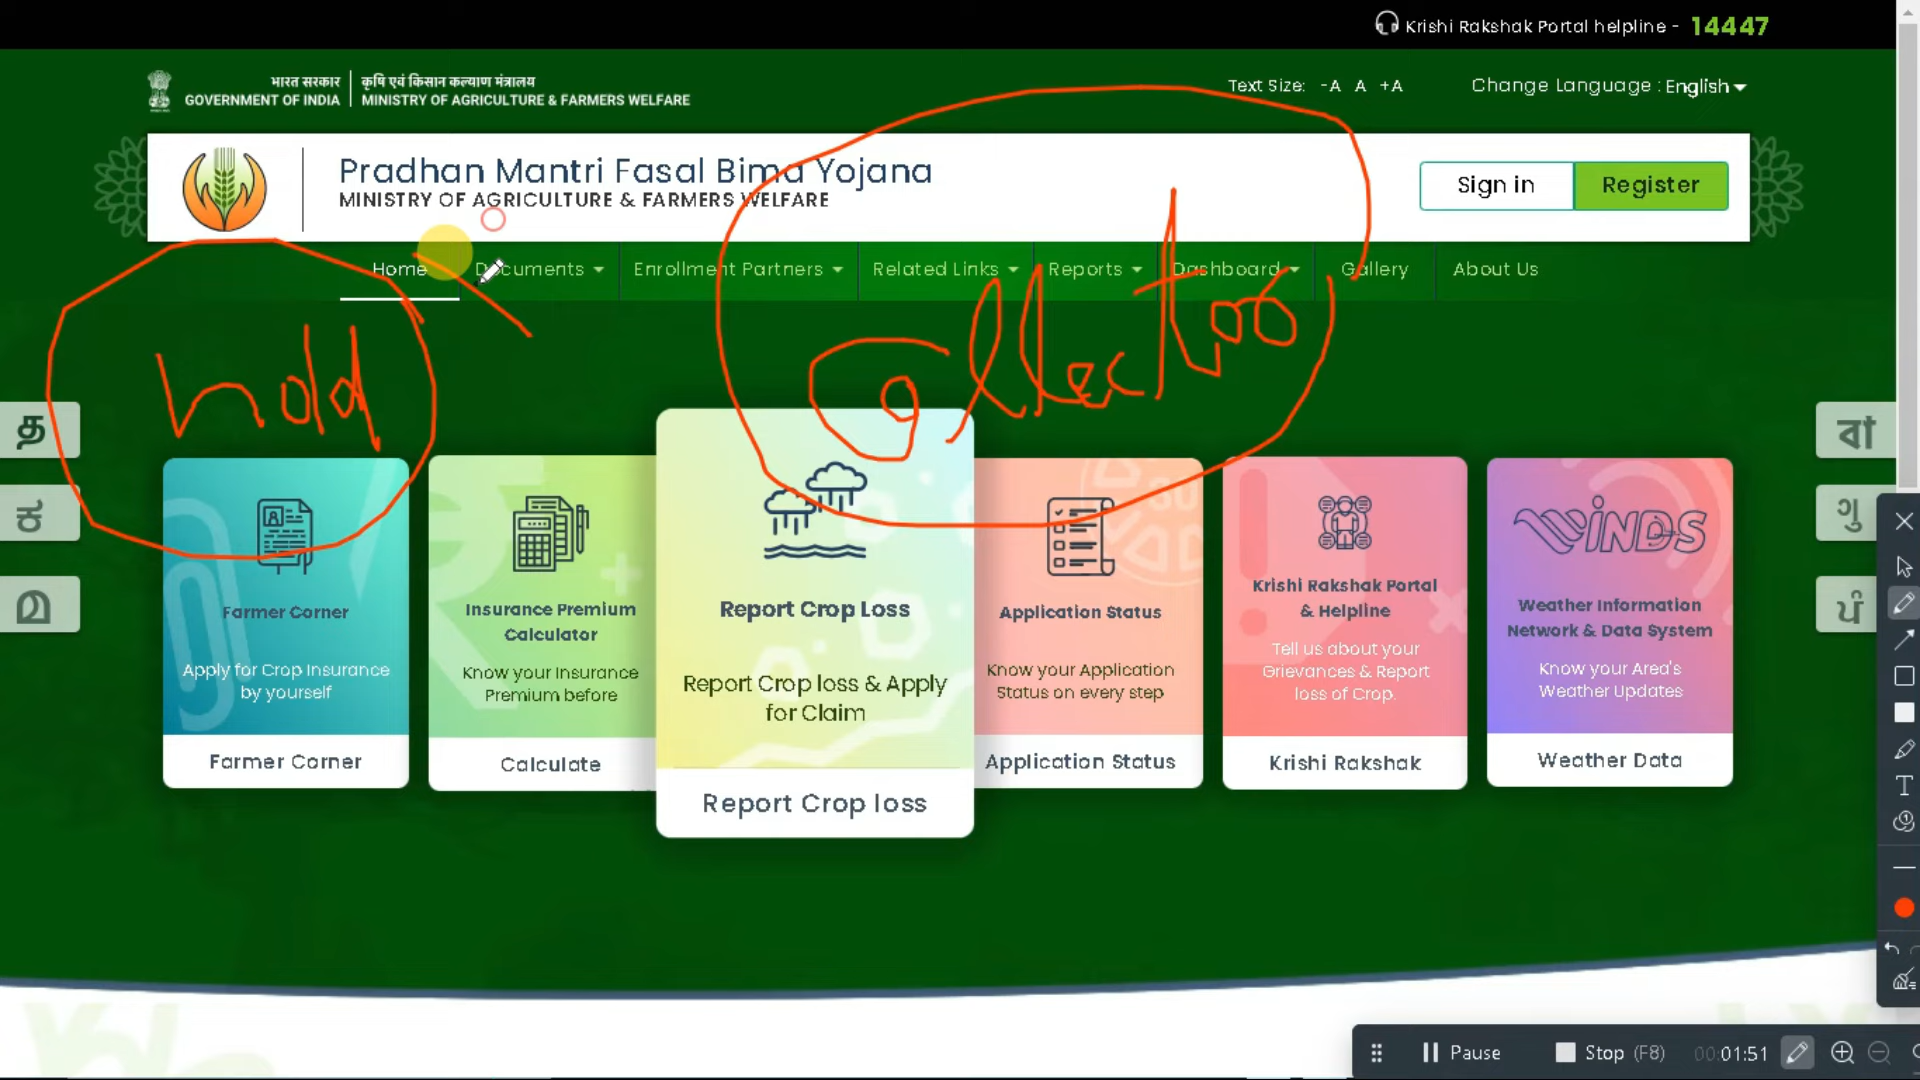 Krishi Rakshak Portal helpline - 14447
भारत सरकार
GOVERNMENT OF INDIA
कृषि एवं किसान कल्याण मंत्रालय
MINISTRY OF AGRICULTURE & FARMERS WELFARE
Text Size: -A A +A
Change Language : English
Pradhan Mantri Fasal Bima Yojana
MINISTRY OF AGRICULTURE & FARMERS WELFARE
Sign in
Register
Home Documents Enrollment Partners Related Links Reports Dashboard Gallery About Us
hold
த
ಕ
മ
বা
ગુ
ਪੰ
Farmer Corner
Apply for Crop Insurance
by yourself
Farmer Corner
Insurance Premium
Calculator
Know your Insurance
Premium before
Calculate
Report Crop Loss
Report Crop loss & Apply
for Claim
Report Crop loss
Application Status
Know your Application
Status on every step
Application Status
Krishi Rakshak Portal
& Helpline
Tell us about your
Grievances & Report
loss of Crop.
Krishi Rakshak
WINDS
Weather Information
Network & Data System
Know your Area's
Weather Updates
Weather Data
T
Pause
Stop (F8)
00:01:51